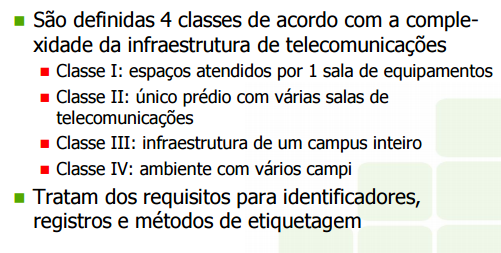 São definidas 4 classes de acordo com a comple-
xidade da infraestrutura de telecomunicações
Classe I: espaços atendidos por 1 sala de equipamentos
Classe II: único prédio com várias salas de
telecomunicações
Classe III: infraestrutura de um campus inteiro
Classe IV: ambiente com vários campi
Tratam dos requisitos para identificadores,
registros e métodos de etiquetagem